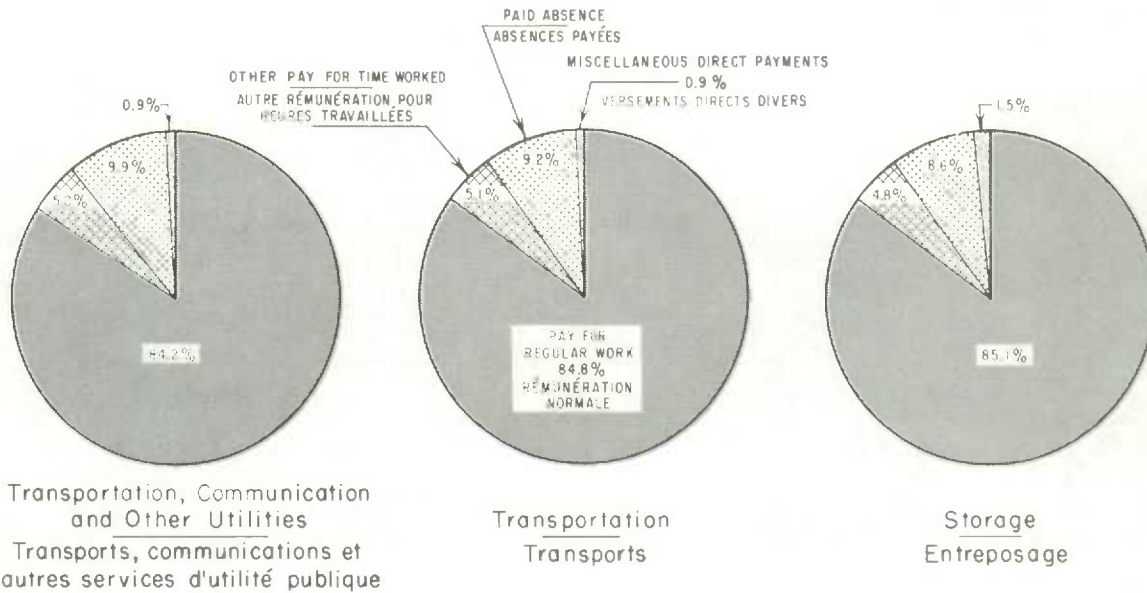 PAID ABSENCE
ABSENCES PAYÉES
MISCELLANEOUS DIRECT PAYMENTS
0.9%
VERSEMENTS DIRECTS DIVERS
OTHER PAY FOR TIME WORKED
AUTRE RÉMUNÉRATION POUR
HEURES TRAVAILLÉES
0.9%
9.9%
5.0%
84.2%
9.2%
5.1%
PAY FOR
REGULAR WORK
84.8%
RÉMUNÉRATION
NORMALE
1.5%
8.6%
4.8%
85.1%
Transportation, Communication
and Other Utilities
Transports, communications et
autres services d'utilité publique
Transportation
Transports
Storage
Entreposage